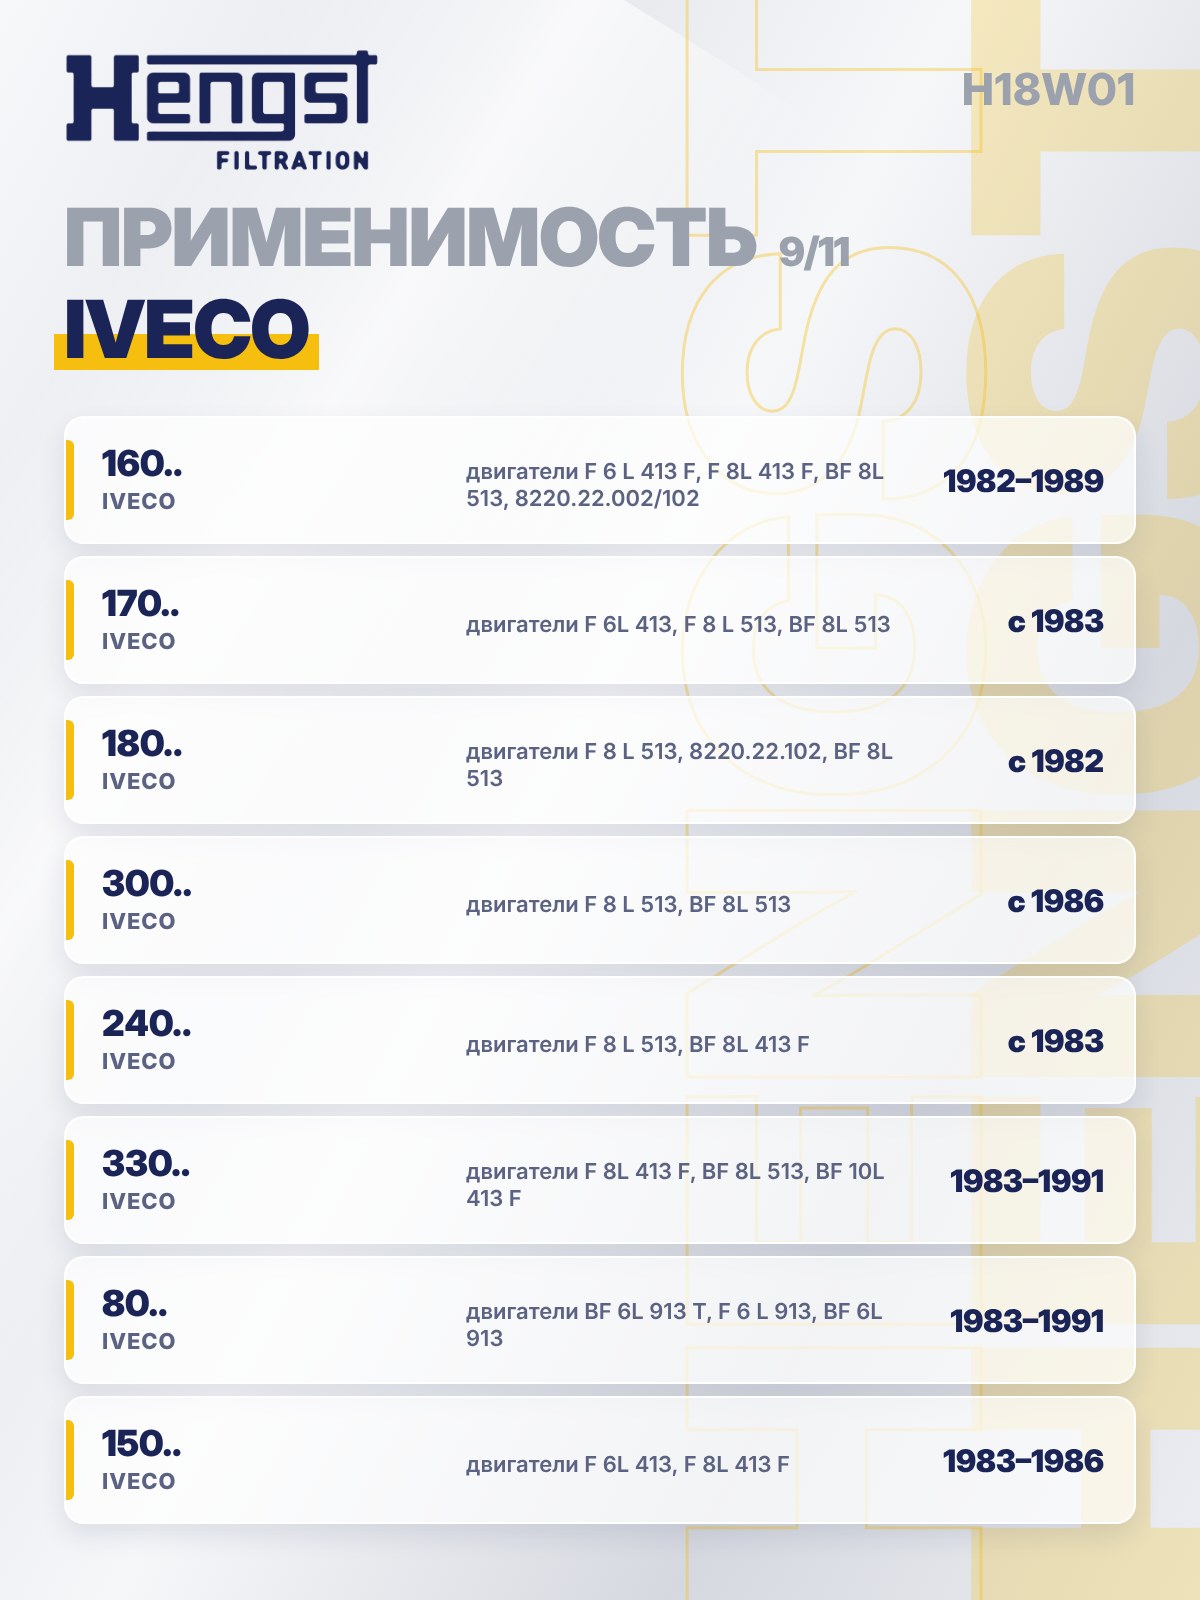 Hengst
FILTRATION
H18W01
ПРИМЕНИМОСТЬ 9/11
IVECO
160..
IVECO
двигатели F 6 L 413 F, F 8L 413 F, BF 8L
513, 8220.22.002/102
1982–1989
170..
IVECO
двигатели F 6L 413, F 8 L 513, BF 8L 513
с 1983
180..
IVECO
двигатели F 8 L 513, 8220.22.102, BF 8L
513
с 1982
300..
IVECO
двигатели F 8 L 513, BF 8L 513
с 1986
240..
IVECO
двигатели F 8 L 513, BF 8L 413 F
с 1983
330..
IVECO
двигатели F 8L 413 F, BF 8L 513, BF 10L
413 F
1983–1991
80..
IVECO
двигатели BF 6L 913 T, F 6 L 913, BF 6L
913
1983–1991
150..
IVECO
двигатели F 6L 413, F 8L 413 F
1983–1986
HENGST
HENGST